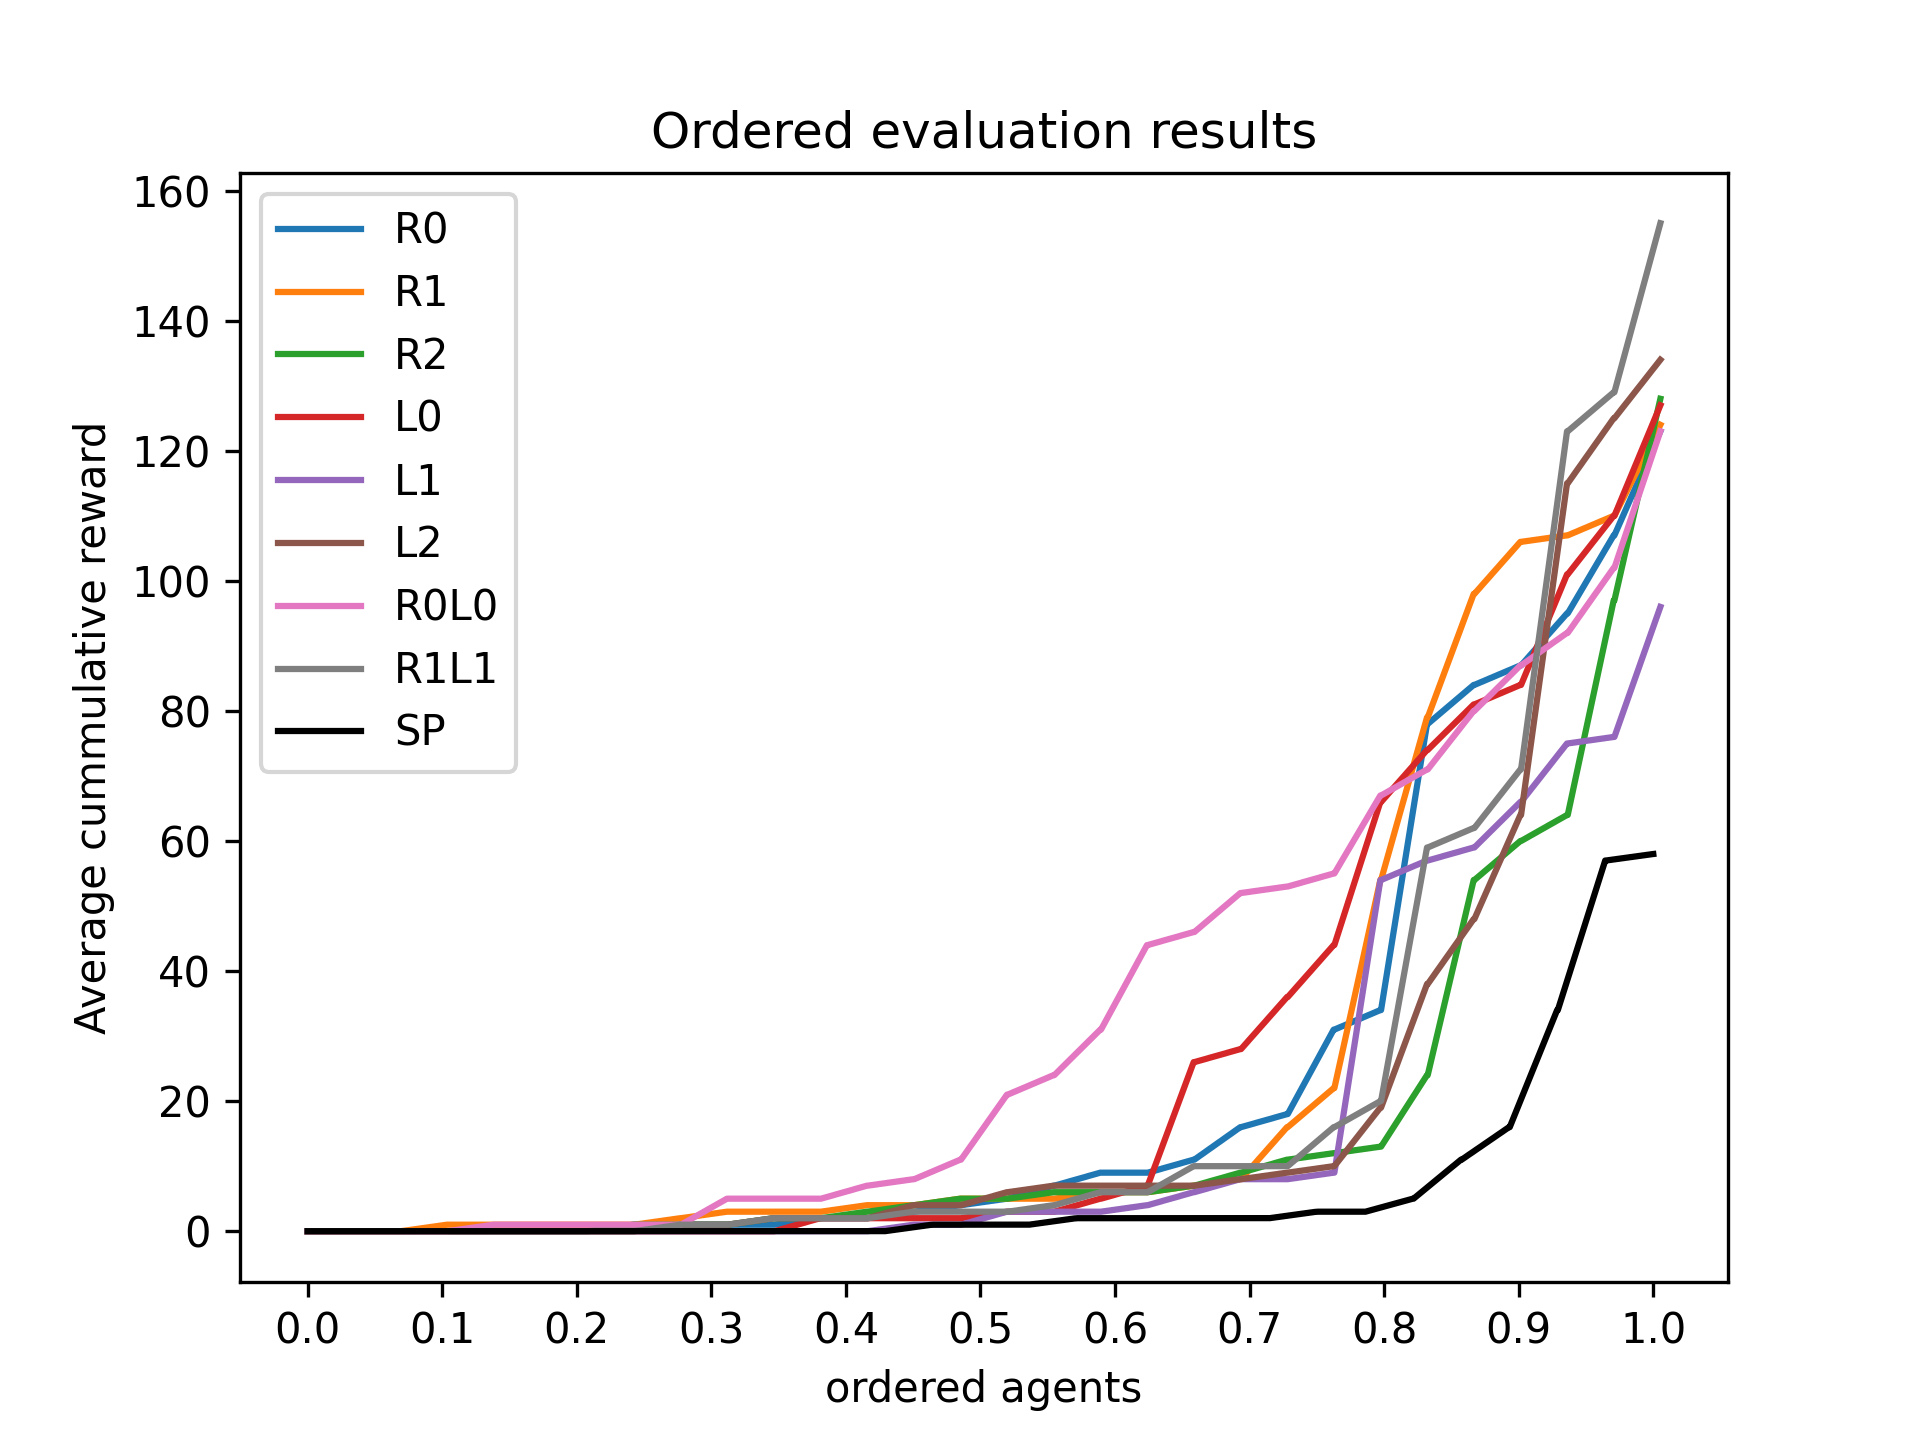 Ordered evaluation results
160
140
120
100
80
60
40
20
0
Average cummulative reward
R0
R1
R2
L0
L1
L2
R0L0
R1L1
SP
0.0 0.1 0.2 0.3 0.4 0.5 0.6 0.7 0.8 0.9 1.0
ordered agents